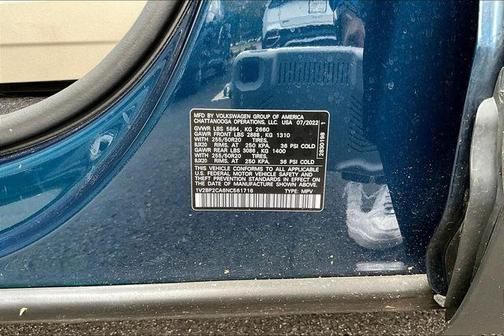 MFD BY VOLKSWAGEN GROUP OF AMERICA
CHATTANOOGA OPERATIONS, LLC. USA 07/2022
GVWR LBS 5864, KG 2660
GAWR FRONT LBS 2888, KG 1310
WITH 255/50R20 TIRES,
8JX20 RIMS, AT 250 KPA, 36 PSI COLD
GAWR REAR LBS 3086, KG 1400
WITH 255/50R20 TIRES,
8JX20 RIMS, AT 250 KPA, 36 PSI COLD
THIS VEHICLE CONFORMS TO ALL APPLICABLE
U.S. FEDERAL MOTOR VEHICLE SAFETY AND
THEFT PREVENTION STANDARDS IN EFFECT ON
THE DATE OF MANUFACTURE SHOWN ABOVE
1V2BP2CA6NC561716 TYPE: MPV